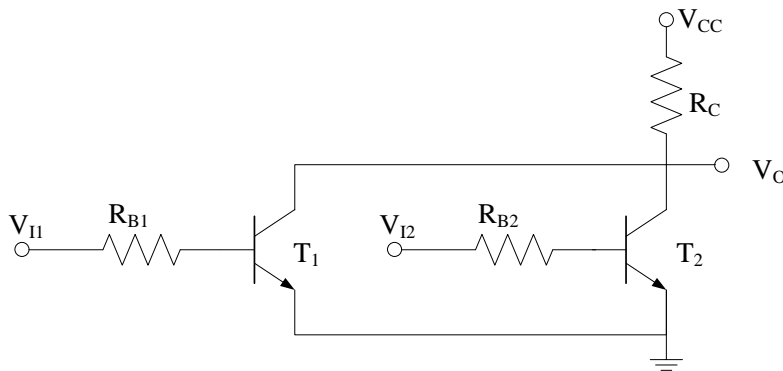 V_CC
R_C
V_O
V_I1
R_B1
T_1
V_I2
R_B2
T_2